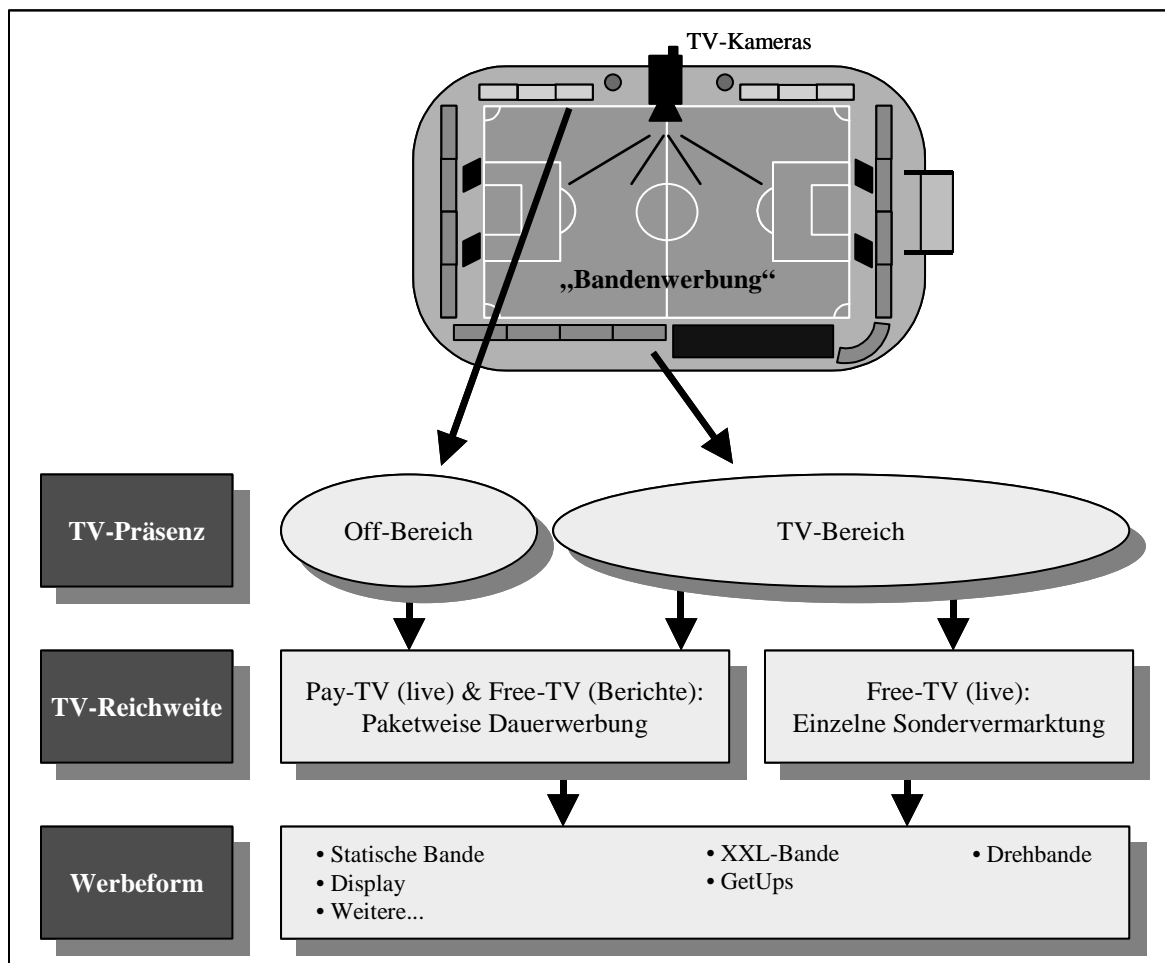 TV-Kameras
„Bandenwerbung“
TV-Präsenz
Off-Bereich
TV-Bereich
TV-Reichweite
Pay-TV (live) & Free-TV (Berichte):
Paketweise Dauerwerbung
Free-TV (live):
Einzelne Sondervermarktung
Werbeform
• Statische Bande
• Display
• Weitere...
• XXL-Bande
• GetUps
• Drehbande